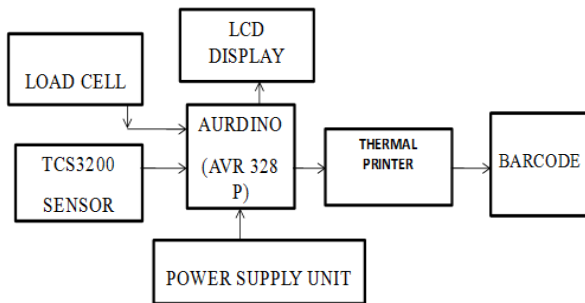 LCD
DISPLAY
LOAD CELL
AURDINO
(AVR 328
P)
TCS3200
SENSOR
THERMAL
PRINTER
BARCODE
POWER SUPPLY UNIT